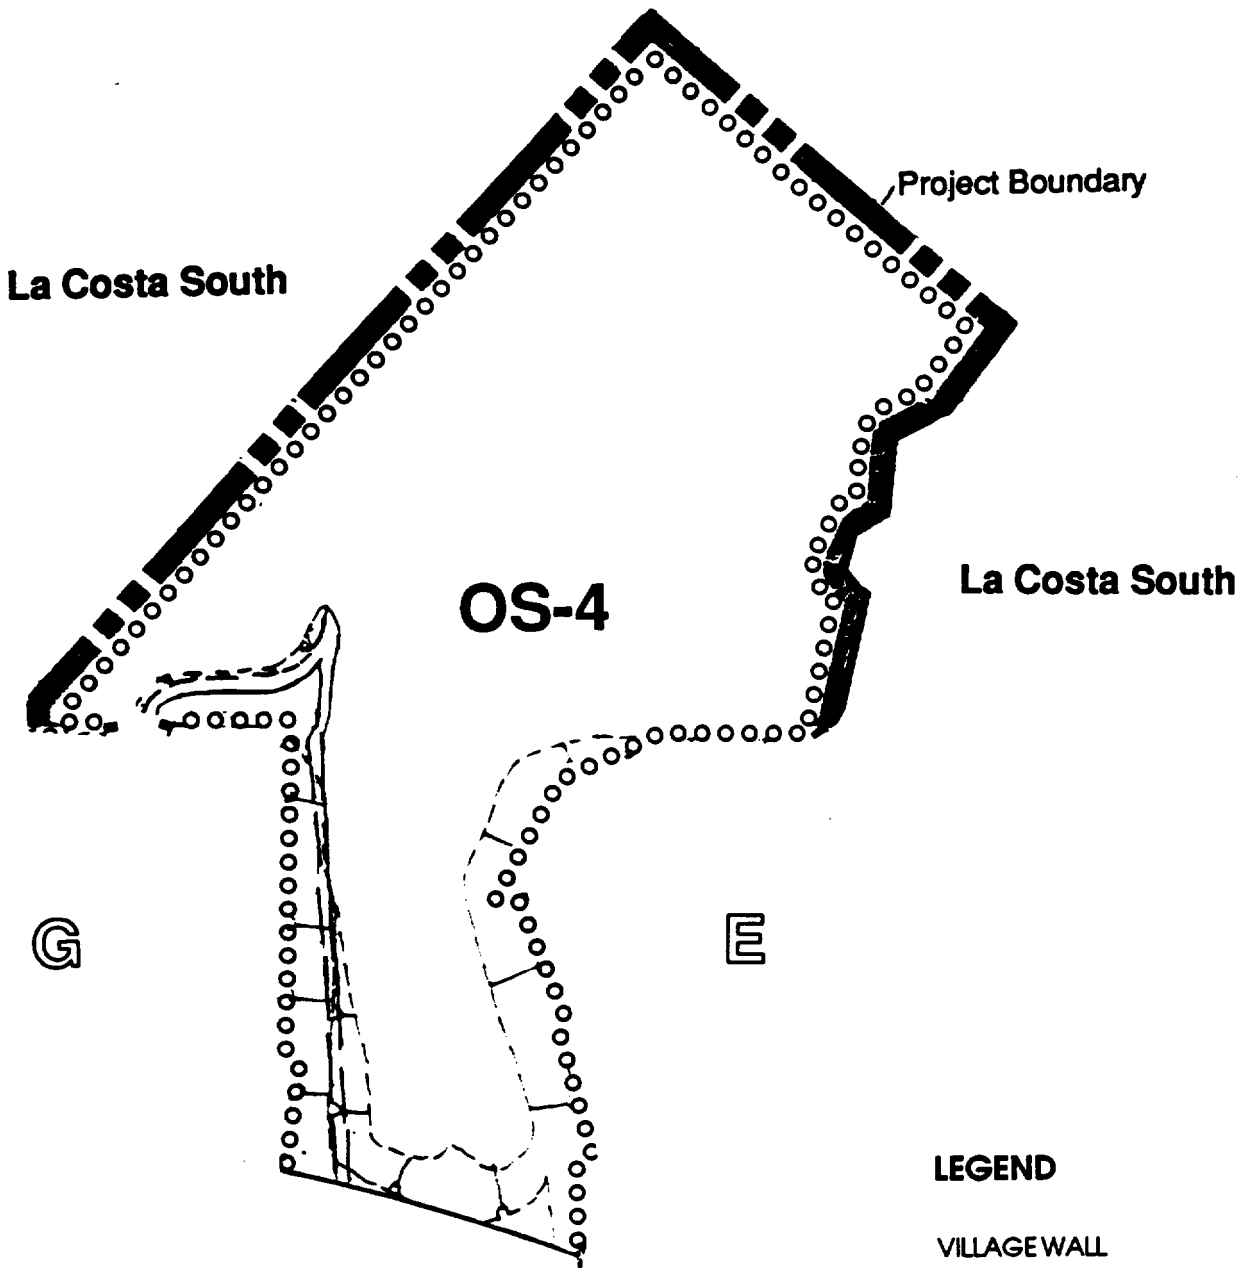 Project Boundary
La Costa South
La Costa South
OS-4
G
E
LEGEND
VILLAGE WALL